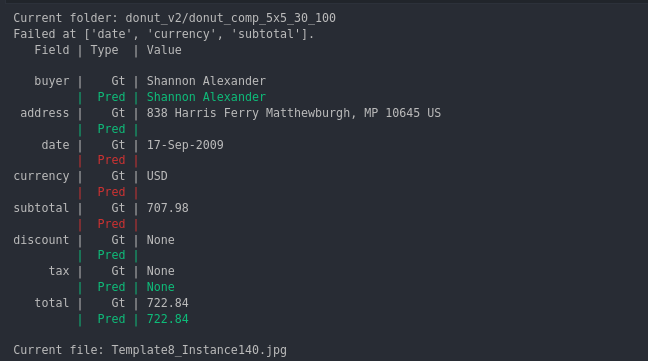 Current folder: donut_v2/donut_comp_5x5_30_100
Failed at ['date', 'currency', 'subtotal'].
Field | Type | Value
buyer | Gt | Shannon Alexander
| Pred | Shannon Alexander
address | Gt | 838 Harris Ferry Matthewburgh, MP 10645 US
| Pred |
date | Gt | 17-Sep-2009
| Pred |
currency | Gt | USD
| Pred |
subtotal | Gt | 707.98
| Pred |
discount | Gt | None
| Pred |
tax | Gt | None
| Pred | None
total | Gt | 722.84
| Pred | 722.84
Current file: Template8_Instance140.jpg